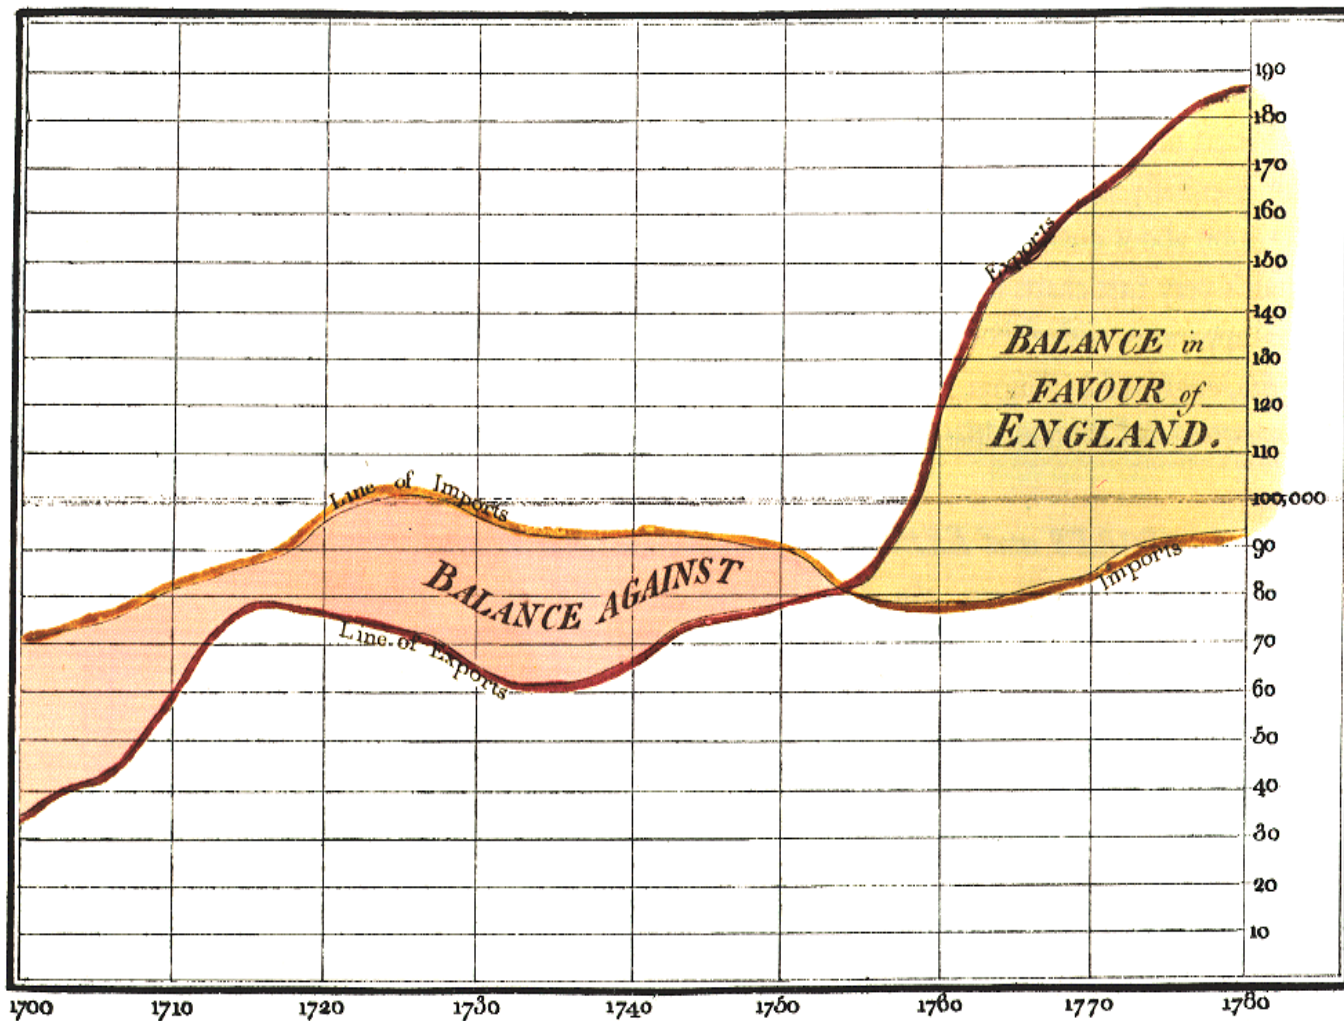 190
180
170
160
150
140
130
120
110
100,000
90
80
70
60
50
40
30
20
10
Exports
BALANCE in
FAVOUR of
ENGLAND.
Line of Imports
BALANCE AGAINST
Imports
Line of Exports
1700 1710 1720 1730 1740 1750 1760 1770 1780